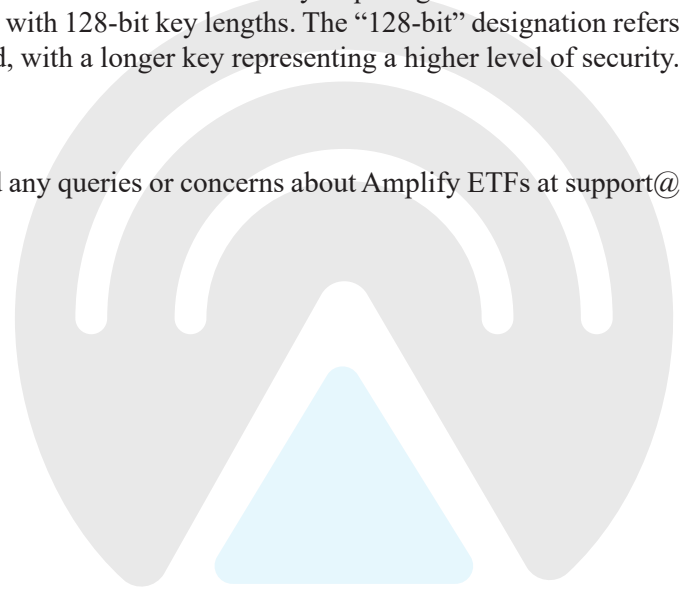 with 128-bit key lengths. The “128-bit” designation refers
, with a longer key representing a higher level of security.
any queries or concerns about Amplify ETFs at support@